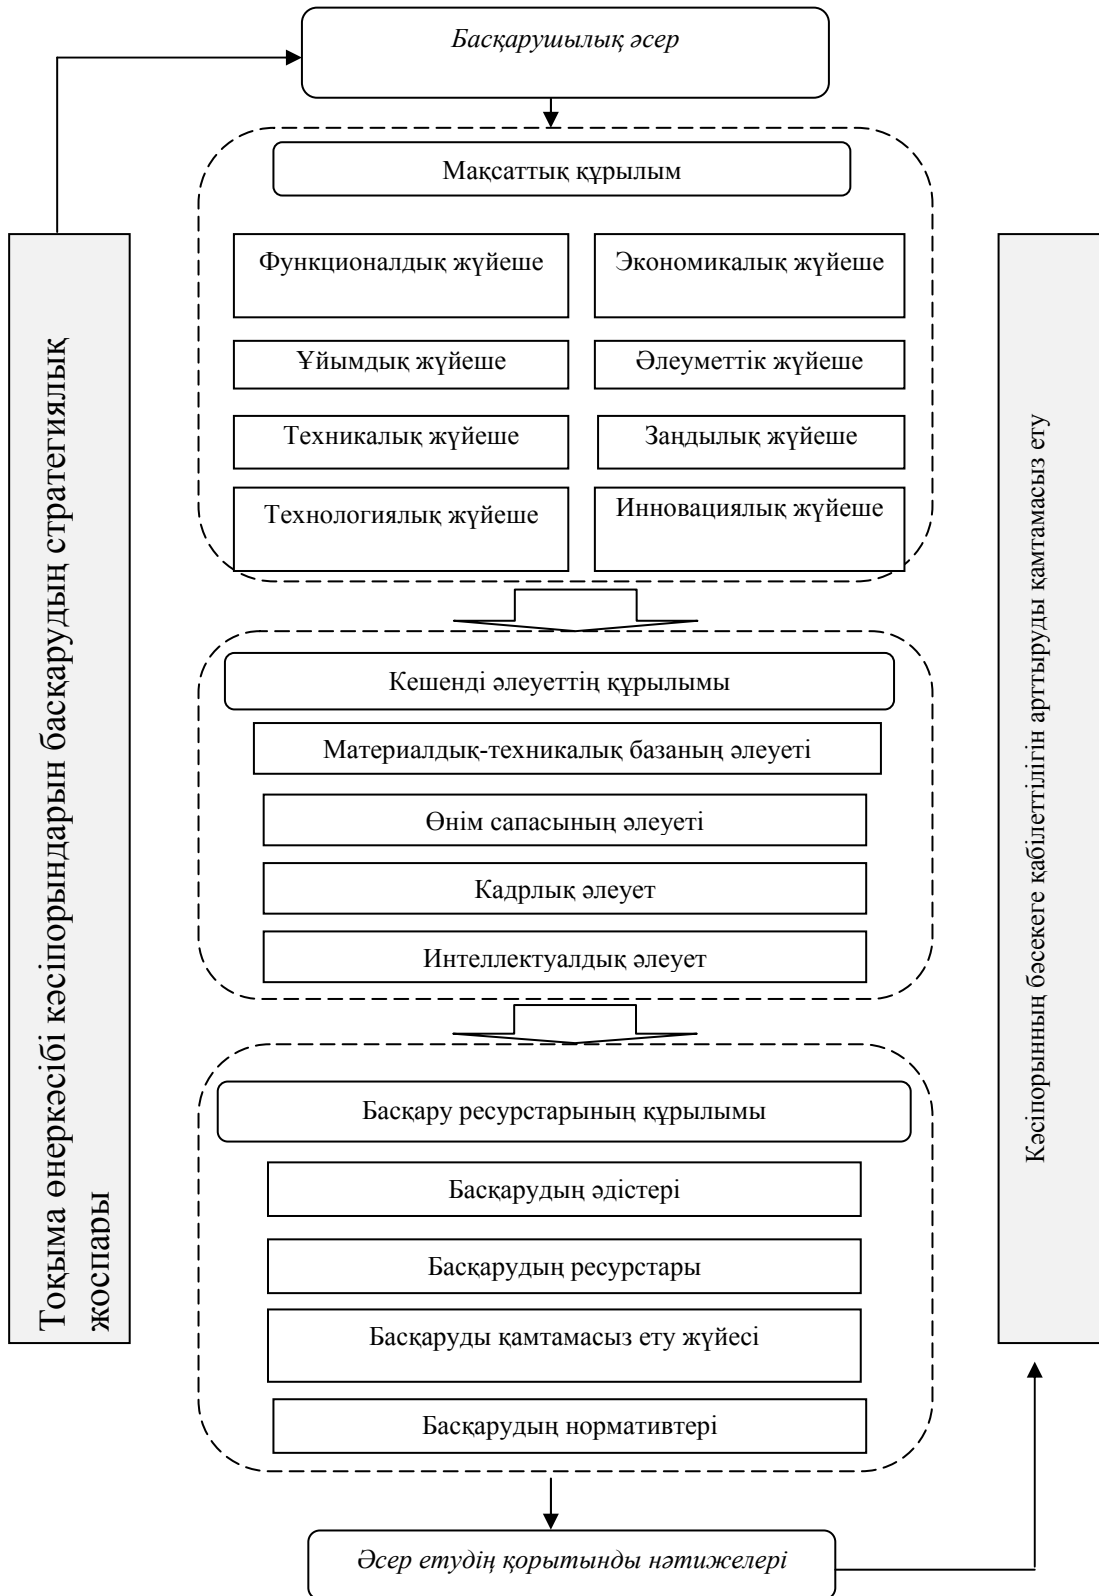 Басқарушылық әсер
Мақсаттық құрылым
Функционалдық жүйеше
Экономикалық жүйеше
Ұйымдық жүйеше
Әлеуметтік жүйеше
Техникалық жүйеше
Заңдылық жүйеше
Технологиялық жүйеше
Инновациялық жүйеше
Кешенді әлеуеттің құрылымы
Материалдық-техникалық базаның әлеуеті
Өнім сапасының әлеуеті
Кадрлық әлеует
Интеллектуалдық әлеует
Басқару ресурстарының құрылымы
Басқарудың әдістері
Басқарудың ресурстары
Басқаруды қамтамасыз ету жүйесі
Басқарудың нормативтері
Әсер етудің қорытынды нәтижелері
Тоқыма өнеркәсібі кәсіпорындарын басқарудың стратегиялық
жоспары
Кәсіпорынның бәсекеге қабілеттілігін арттыруды қамтамасыз ету